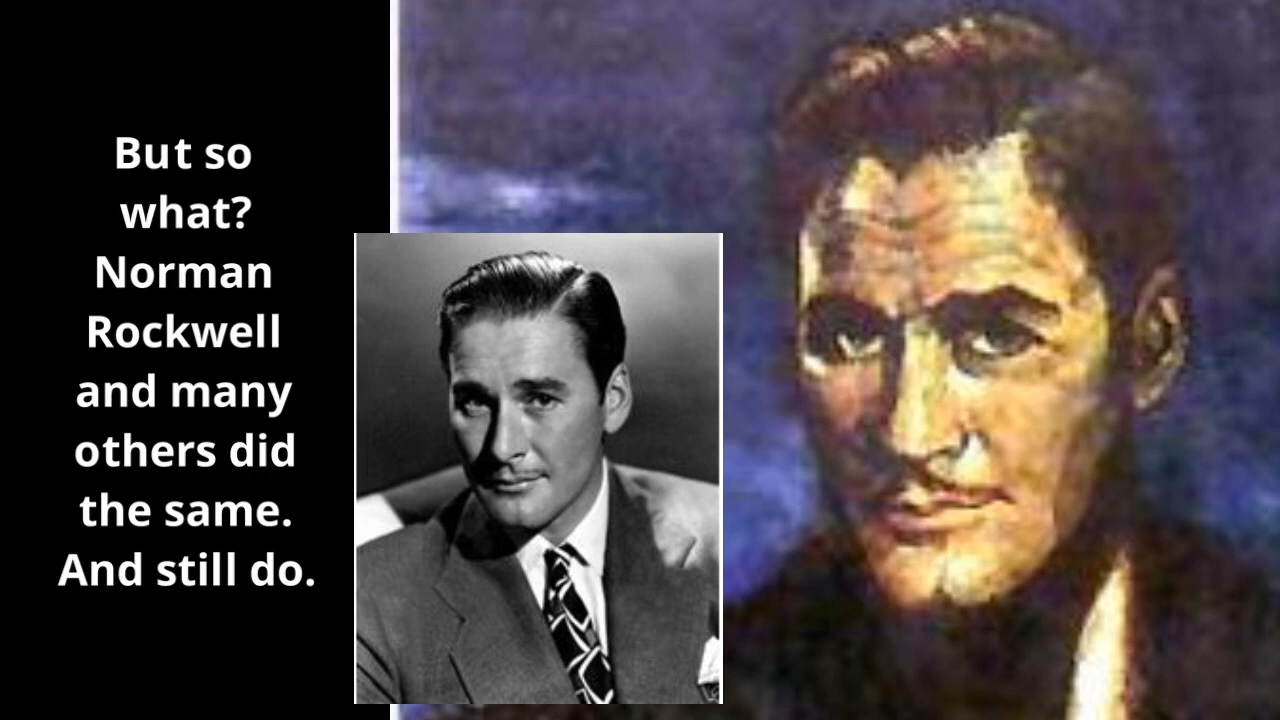 But so
what?
Norman
Rockwell
and many
others did
the same.
And still do.